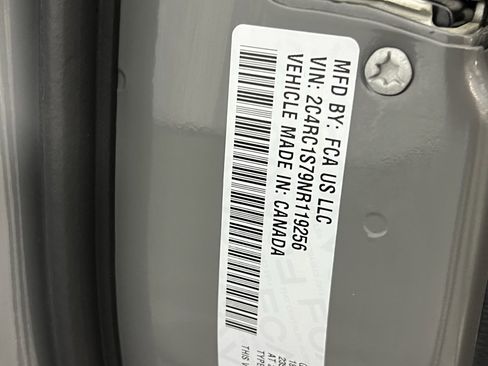 MFD BY: FCA US LLC
VIN: 2C4RC1S79NR119256
VEHICLE MADE IN: CANADA